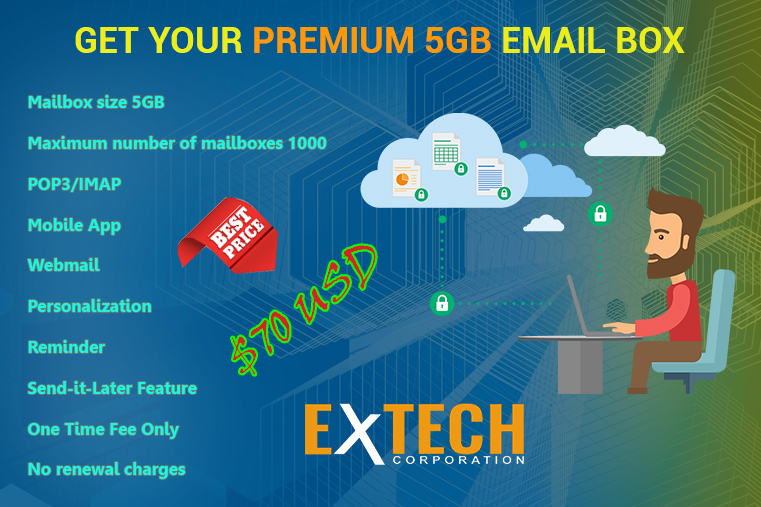 GET YOUR PREMIUM 5GB EMAIL BOX
Mailbox size 5GB
Maximum number of mailboxes 1000
POP3/IMAP
Mobile App
Webmail
Personalization
Reminder
Send-it-Later Feature
One Time Fee Only
No renewal charges
BEST
PRICE
$70 USD
EXTECH
CORPORATION